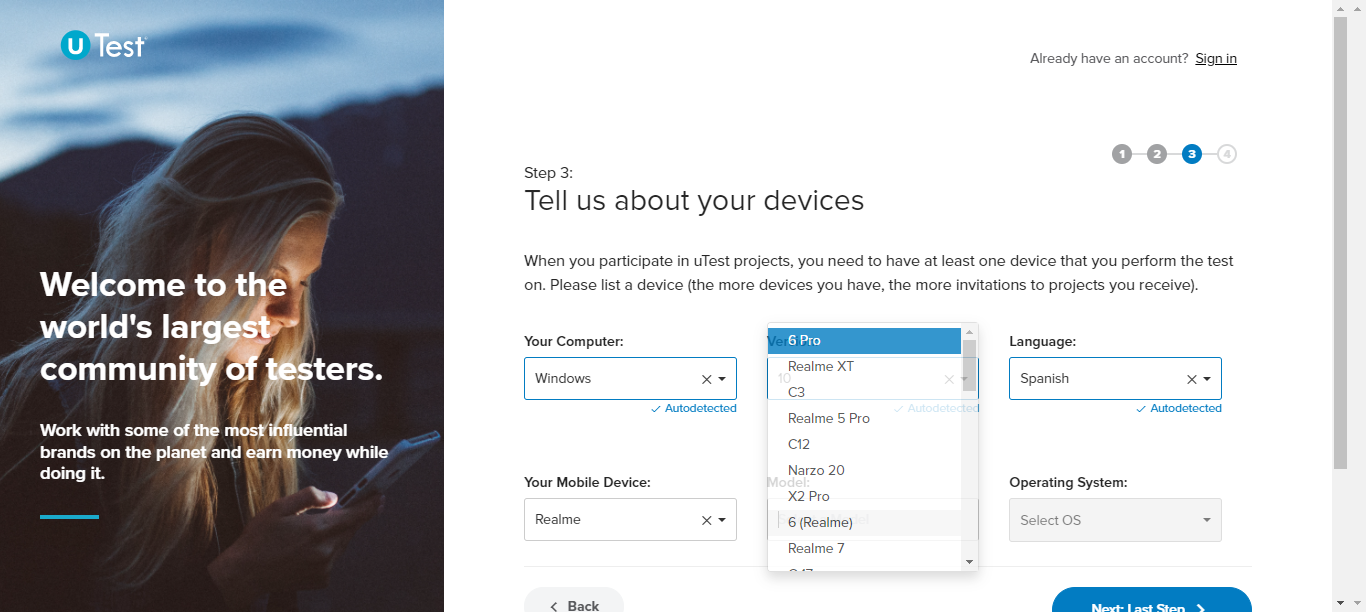 uTest
Already have an account? Sign in
1 2 3 4
Step 3:
Tell us about your devices
Welcome to the
world's largest
community of testers.
Work with some of the most influential
brands on the planet and earn money while
doing it.
When you participate in uTest projects, you need to have at least one device that you perform the test
on. Please list a device (the more devices you have, the more invitations to projects you receive).
Your Computer:
Windows
Autodetected
10
Autodetected
Language:
Spanish
Autodetected
6 Pro
Realme XT
C3
Realme 5 Pro
C12
Narzo 20
X2 Pro
6 (Realme)
Realme 7
Your Mobile Device:
Realme
Model:
Operating System:
Select OS
Back
Next: Last Step